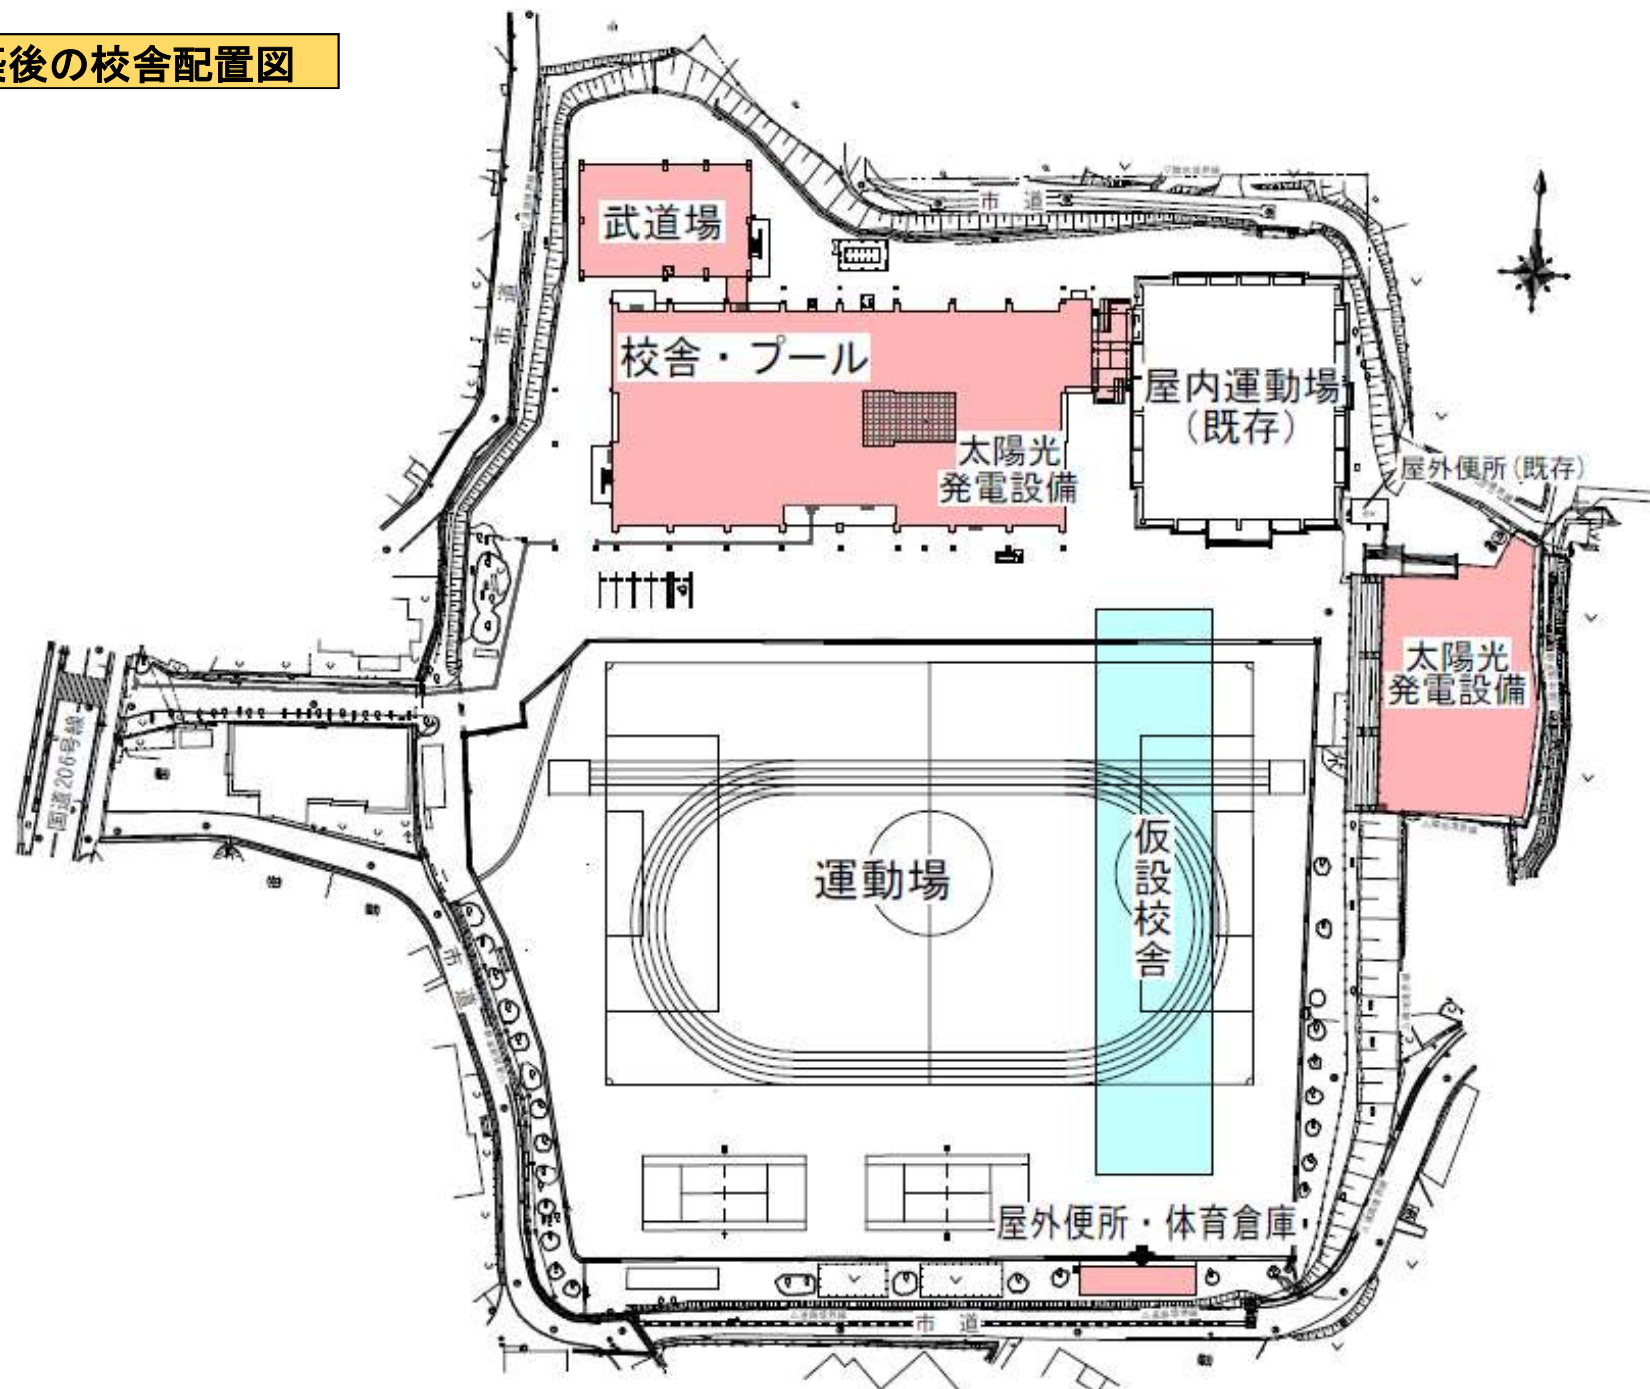 後の校舎配置図
市道
武道場
市道
校舎・プール
屋内運動場
(既存)
太陽光
発電設備
屋外便所(既存)
太陽光
発電設備
国道206号線
仮設校舎
運動場
市道
屋外便所・体育倉庫
市道